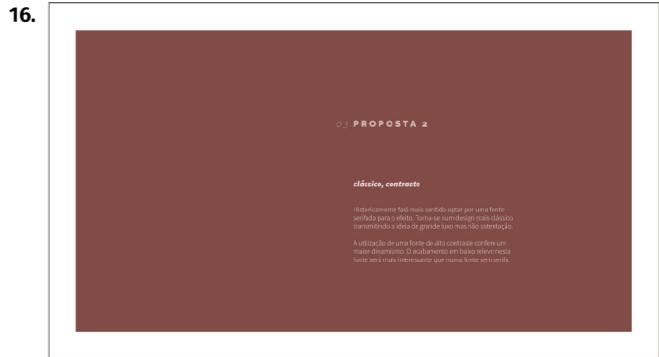 16.
03 PROPOSTA 2
clássico, contraste
Historicamente fará mais sentido optar por uma fonte
serifada para o efeito. Torna-se num design mais clássico
transmitindo a ideia de grande luxo mas não ostentação.
A utilização de uma fonte de alto contraste confere um
maior dinamismo. O acabamento em baixo relevo nesta
fonte será mais interessante que numa fonte sem serifa.